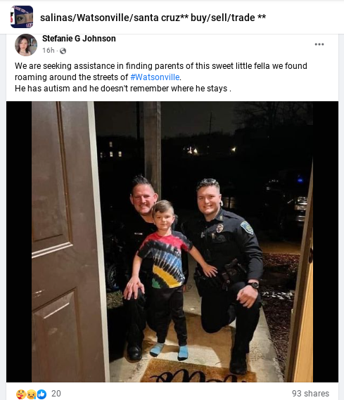 salinas/Watsonville/santa cruz** buy/sell/trade **
Stefanie G Johnson
16h ·
We are seeking assistance in finding parents of this sweet little fella we found
roaming around the streets of #Watsonville.
He has autism and he doesn't remember where he stays .
20
93 shares